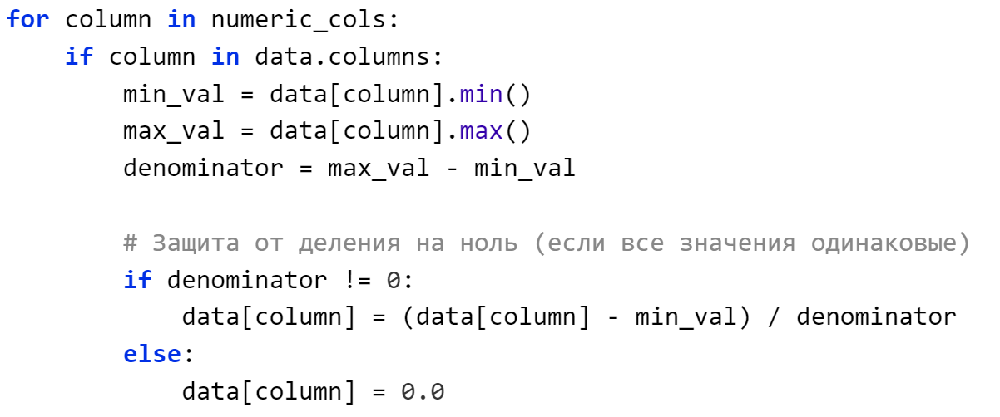 for column in numeric_cols:
    if column in data.columns:
        min_val = data[column].min()
        max_val = data[column].max()
        denominator = max_val - min_val

        # Защита от деления на ноль (если все значения одинаковые)
        if denominator != 0:
            data[column] = (data[column] - min_val) / denominator
        else:
            data[column] = 0.0